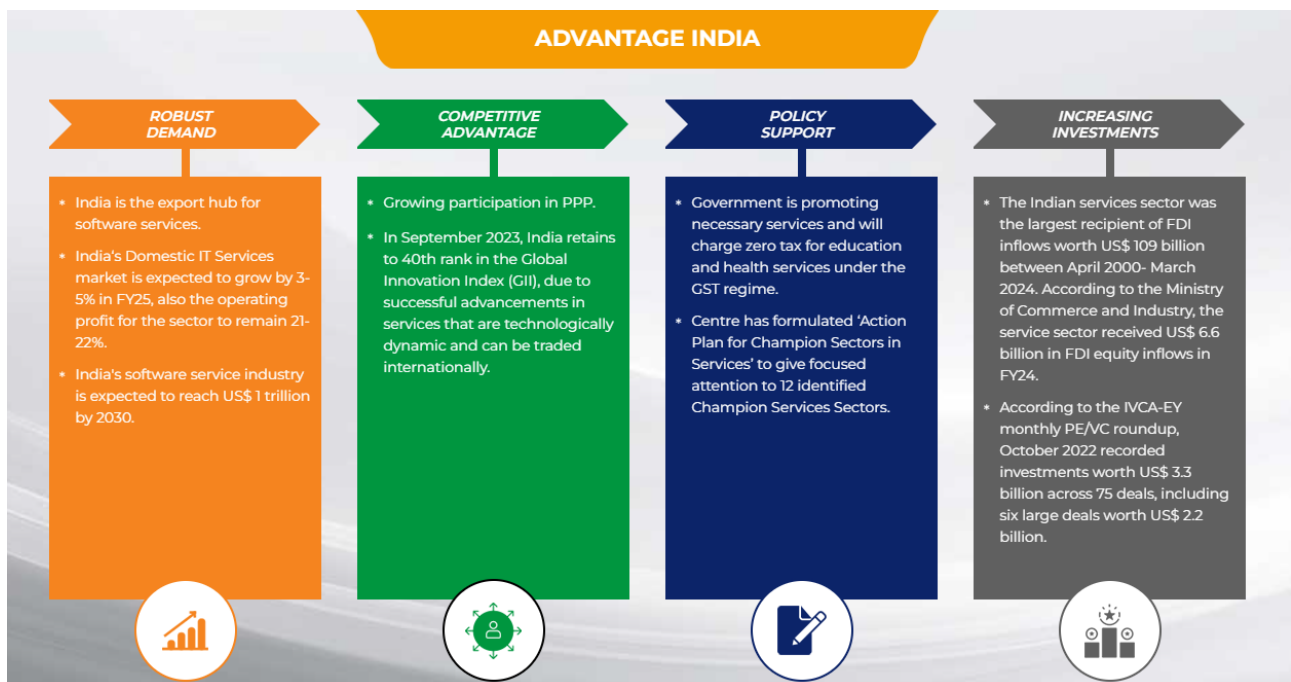 ADVANTAGE INDIA
ROBUST
DEMAND
* India is the export hub for
software services.
* India's Domestic IT Services
market is expected to grow by 3-
5% in FY25, also the operating
profit for the sector to remain 21-
22%.
* India's software service industry
is expected to reach US$ 1 trillion
by 2030.
COMPETITIVE
ADVANTAGE
* Growing participation in PPP.
* In September 2023, India retains
to 40th rank in the Global
Innovation Index (GII), due to
successful advancements in
services that are technologically
dynamic and can be traded
internationally.
POLICY
SUPPORT
* Government is promoting
necessary services and will
charge zero tax for education
and health services under the
GST regime.
* Centre has formulated ‘Action
Plan for Champion Sectors in
Services’ to give focused
attention to 12 identified
Champion Services Sectors.
INCREASING
INVESTMENTS
* The Indian services sector was
the largest recipient of FDI
inflows worth US$ 109 billion
between April 2000- March
2024. According to the Ministry
of Commerce and Industry, the
service sector received US$ 6.6
billion in FDI equity inflows in
FY24.
* According to the IVCA-EY
monthly PE/VC roundup,
October 2022 recorded
investments worth US$ 3.3
billion across 75 deals, including
six large deals worth US$ 2.2
billion.